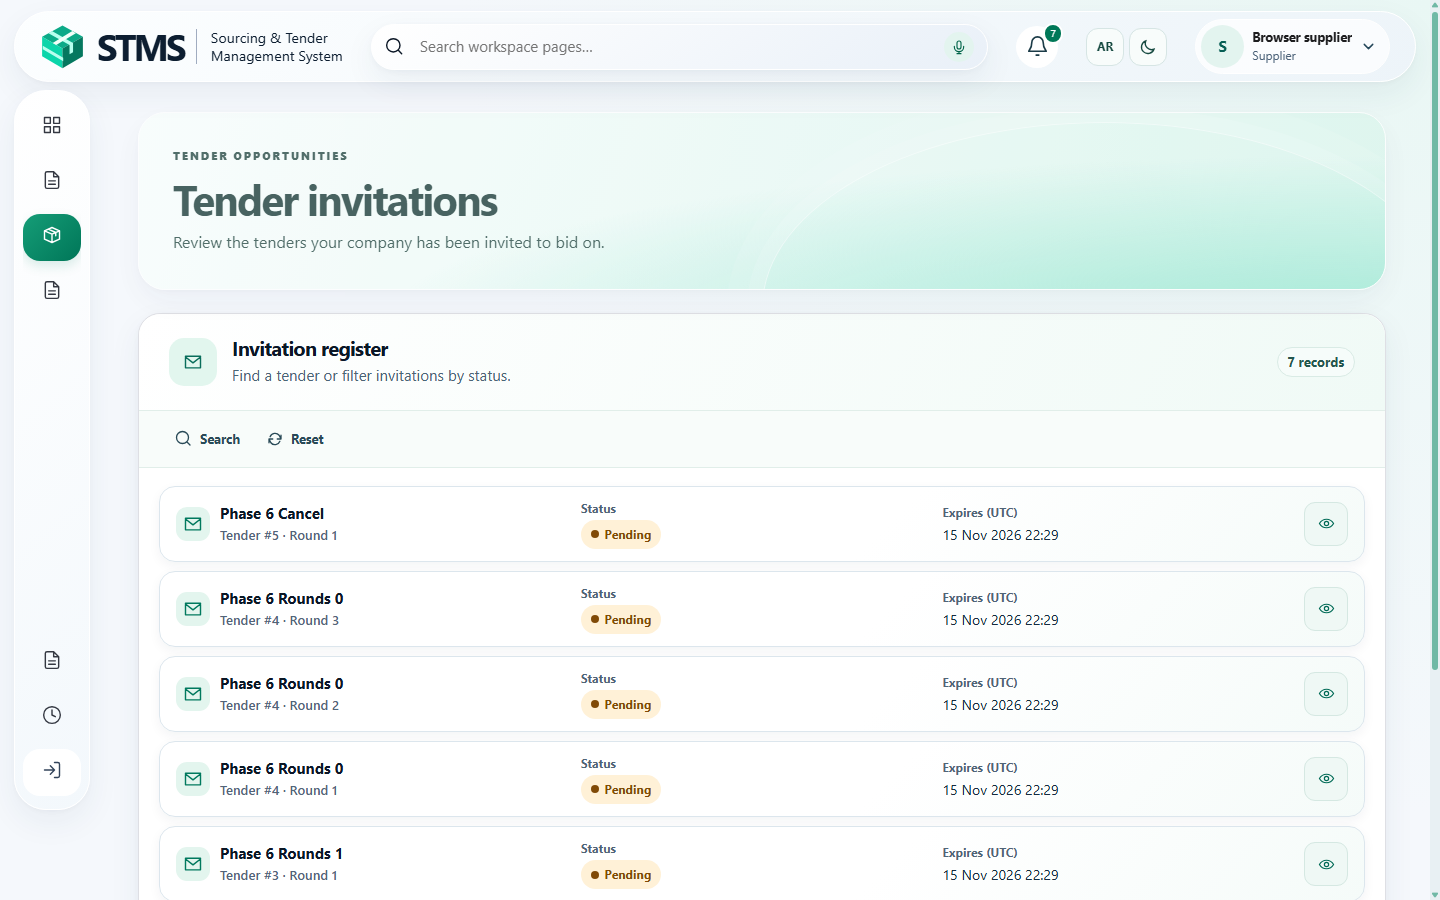 STMS
Sourcing & Tender
Management System
Search workspace pages...
7
AR
S
Browser supplier
Supplier
TENDER OPPORTUNITIES
Tender invitations
Review the tenders your company has been invited to bid on.
Invitation register
Find a tender or filter invitations by status.
7 records
Search
Reset
Phase 6 Cancel
Tender #5 · Round 1
Status
Pending
Expires (UTC)
15 Nov 2026 22:29
Phase 6 Rounds 0
Tender #4 · Round 3
Status
Pending
Expires (UTC)
15 Nov 2026 22:29
Phase 6 Rounds 0
Tender #4 · Round 2
Status
Pending
Expires (UTC)
15 Nov 2026 22:29
Phase 6 Rounds 0
Tender #4 · Round 1
Status
Pending
Expires (UTC)
15 Nov 2026 22:29
Phase 6 Rounds 1
Tender #3 · Round 1
Status
Pending
Expires (UTC)
15 Nov 2026 22:29